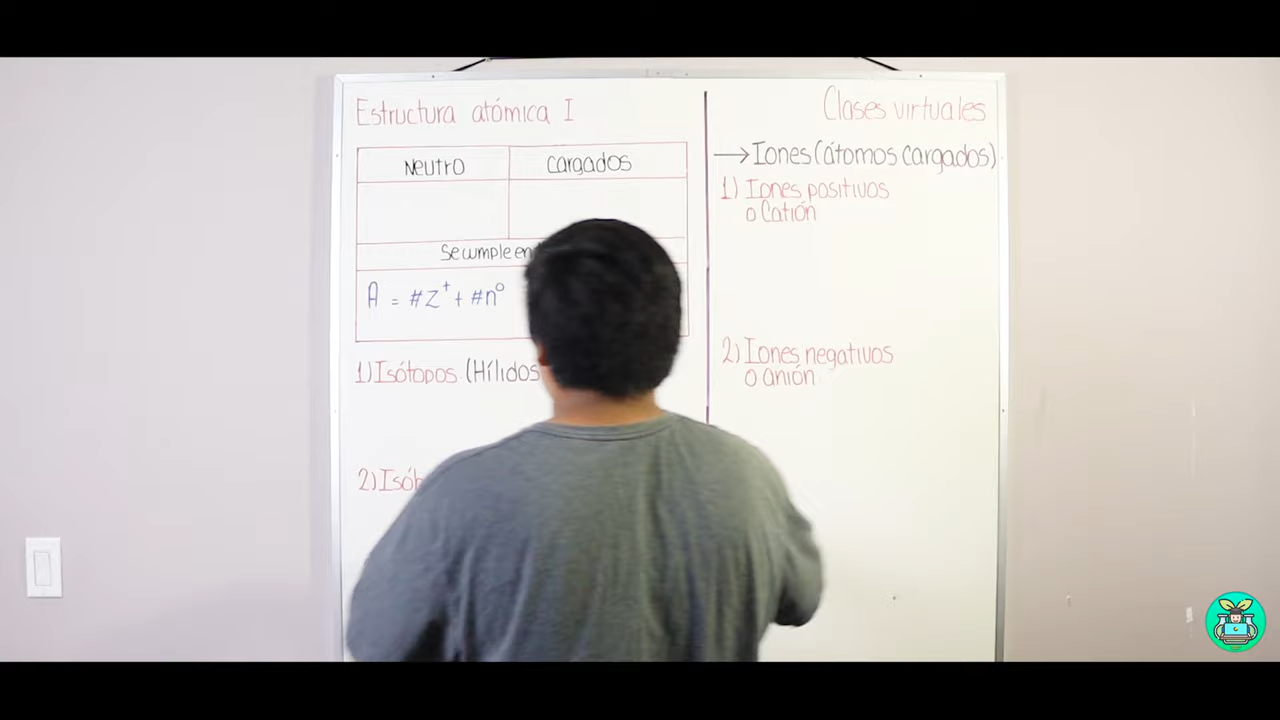 Estructura atómica I
Neutro
cargados
Se cumple en
A = #Z⁺ + #n⁰
1) Isótopos (Hílidos
2) Isób
Clases virtuales
→ Iones (átomos cargados)
1) Iones positivos
o Catión
2) Iones negativos
o anión